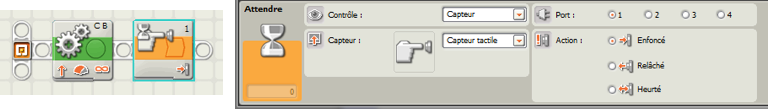 C B
1
Attendre
0
Contrôle :
Capteur
Capteur :
Capteur tactile
Port :
1
2
3
4
Action :
Enfoncé
Relâché
Heurté